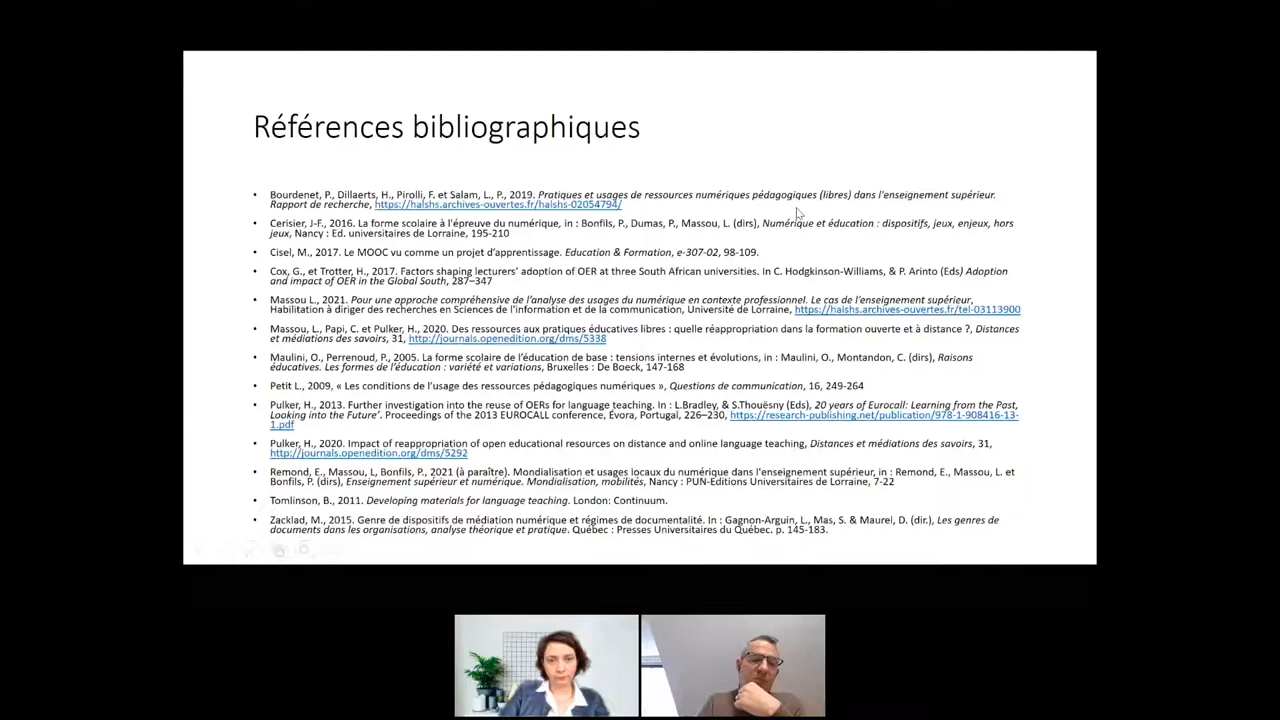 Références bibliographiques
• Bourdenet, P., Dillaerts, H., Pirolli, F. et Salam, L., P., 2019. Pratiques et usages de ressources numériques pédagogiques (libres) dans l'enseignement supérieur.
Rapport de recherche, https://halshs.archives-ouvertes.fr/halshs-02054794/
• Cerisier, J-F., 2016. La forme scolaire à l'épreuve du numérique, in : Bonfils, P., Dumas, P., Massou, L. (dirs), Numérique et éducation : dispositifs, jeux, enjeux, hors
jeux, Nancy : Ed. universitaires de Lorraine, 195-210
• Cisel, M., 2017. Le MOOC vu comme un projet d'apprentissage. Education & Formation, e-307-02, 98-109.
• Cox, G., et Trotter, H., 2017. Factors shaping lecturers' adoption of OER at three South African universities. In C. Hodgkinson-Williams, & P. Arinto (Eds) Adoption
and impact of OER in the Global South, 287–347
• Massou L., 2021. Pour une approche compréhensive de l'analyse des usages du numérique en contexte professionnel. Le cas de l'enseignement supérieur,
Habilitation à diriger des recherches en Sciences de l'information et de la communication, Université de Lorraine, https://halshs.archives-ouvertes.fr/tel-03113900
• Massou, L., Papi, C. et Pulker, H., 2020. Des ressources aux pratiques éducatives libres : quelle réappropriation dans la formation ouverte et à distance ?, Distances
et médiations des savoirs, 31, http://journals.openedition.org/dms/5338
• Maulini, O., Perrenoud, P., 2005. La forme scolaire de l'éducation de base : tensions internes et évolutions, in : Maulini, O., Montandon, C. (dirs), Raisons
éducatives. Les formes de l'éducation : variété et variations, Bruxelles : De Boeck, 147-168
• Petit L., 2009, « Les conditions de l'usage des ressources pédagogiques numériques », Questions de communication, 16, 249-264
• Pulker, H., 2013. Further investigation into the reuse of OERs for language teaching. In : L.Bradley, & S.Thouësny (Eds), 20 years of Eurocall: Learning from the Past,
Looking into the Future'. Proceedings of the 2013 EUROCALL conference, Évora, Portugal, 226–230, https://research-publishing.net/publication/978-1-908416-13-
1.pdf
• Pulker, H., 2020. Impact of reappropriation of open educational resources on distance and online language teaching, Distances et médiations des savoirs, 31,
http://journals.openedition.org/dms/5292
• Remond, E., Massou, L, Bonfils, P., 2021 (à paraître). Mondialisation et usages locaux du numérique dans l'enseignement supérieur, in : Remond, E., Massou, L. et
Bonfils, P. (dirs), Enseignement supérieur et numérique. Mondialisation, mobilités, Nancy : PUN-Editions Universitaires de Lorraine, 7-22
• Tomlinson, B., 2011. Developing materials for language teaching. London: Continuum.
• Zacklad, M., 2015. Genre de dispositifs de médiation numérique et régimes de documentalité. In : Gagnon-Arguin, L., Mas, S. & Maurel, D. (dir.), Les genres de
documents dans les organisations, analyse théorique et pratique. Québec : Presses Universitaires du Québec. p. 145-183.